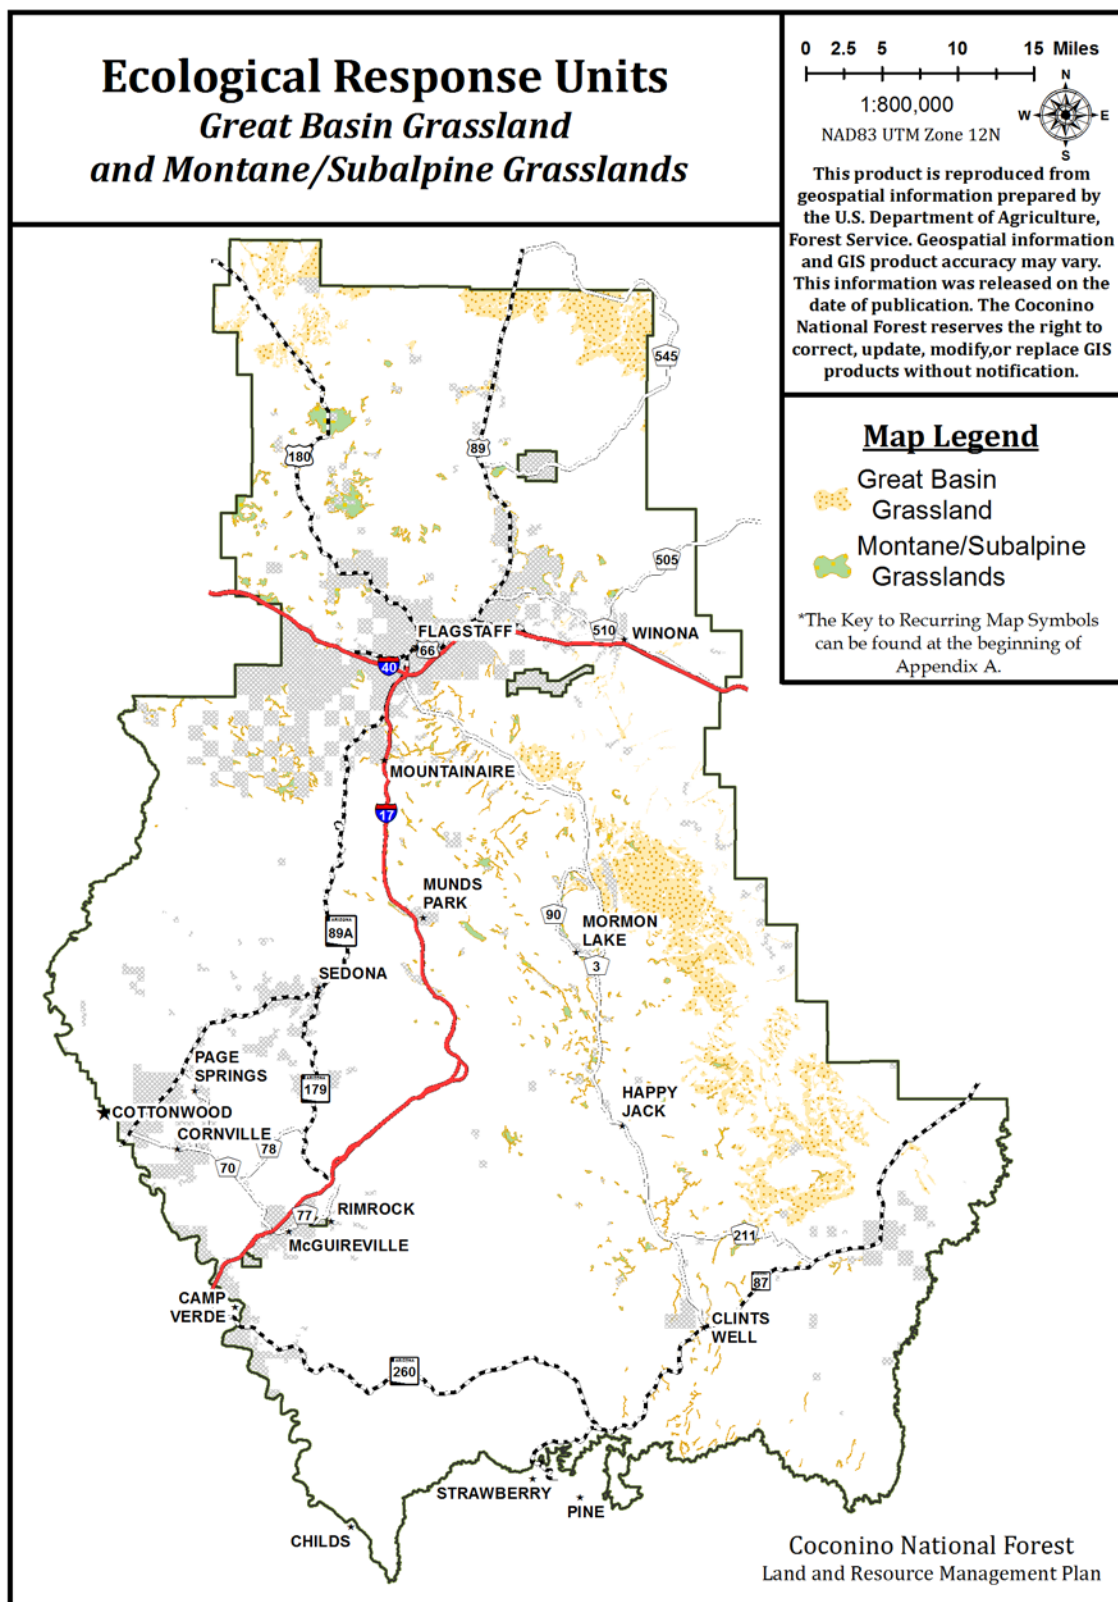 Ecological Response Units
Great Basin Grassland
and Montane/Subalpine Grasslands
0 2.5 5 10 15 Miles
1:800,000
NAD83 UTM Zone 12N
N
W E
S
This product is reproduced from
geospatial information prepared by
the U.S. Department of Agriculture,
Forest Service. Geospatial information
and GIS product accuracy may vary.
This information was released on the
date of publication. The Coconino
National Forest reserves the right to
correct, update, modify,or replace GIS
products without notification.
Map Legend
Great Basin
Grassland
Montane/Subalpine
Grasslands
*The Key to Recurring Map Symbols
can be found at the beginning of
Appendix A.
545
180
89
505
510
FLAGSTAFF
WINONA
66
40
MOUNTAINAIRE
17
MUNDS
PARK
90
MORMON
LAKE
ARIZONA
89A
3
SEDONA
PAGE
SPRINGS
ARIZONA
179
HAPPY
JACK
COTTONWOOD
CORNVILLE
78
70
RIMROCK
77
McGUIREVILLE
211
ARIZONA
87
CAMP
VERDE
CLINTS
WELL
ARIZONA
260
STRAWBERRY
PINE
CHILDS
Coconino National Forest
Land and Resource Management Plan